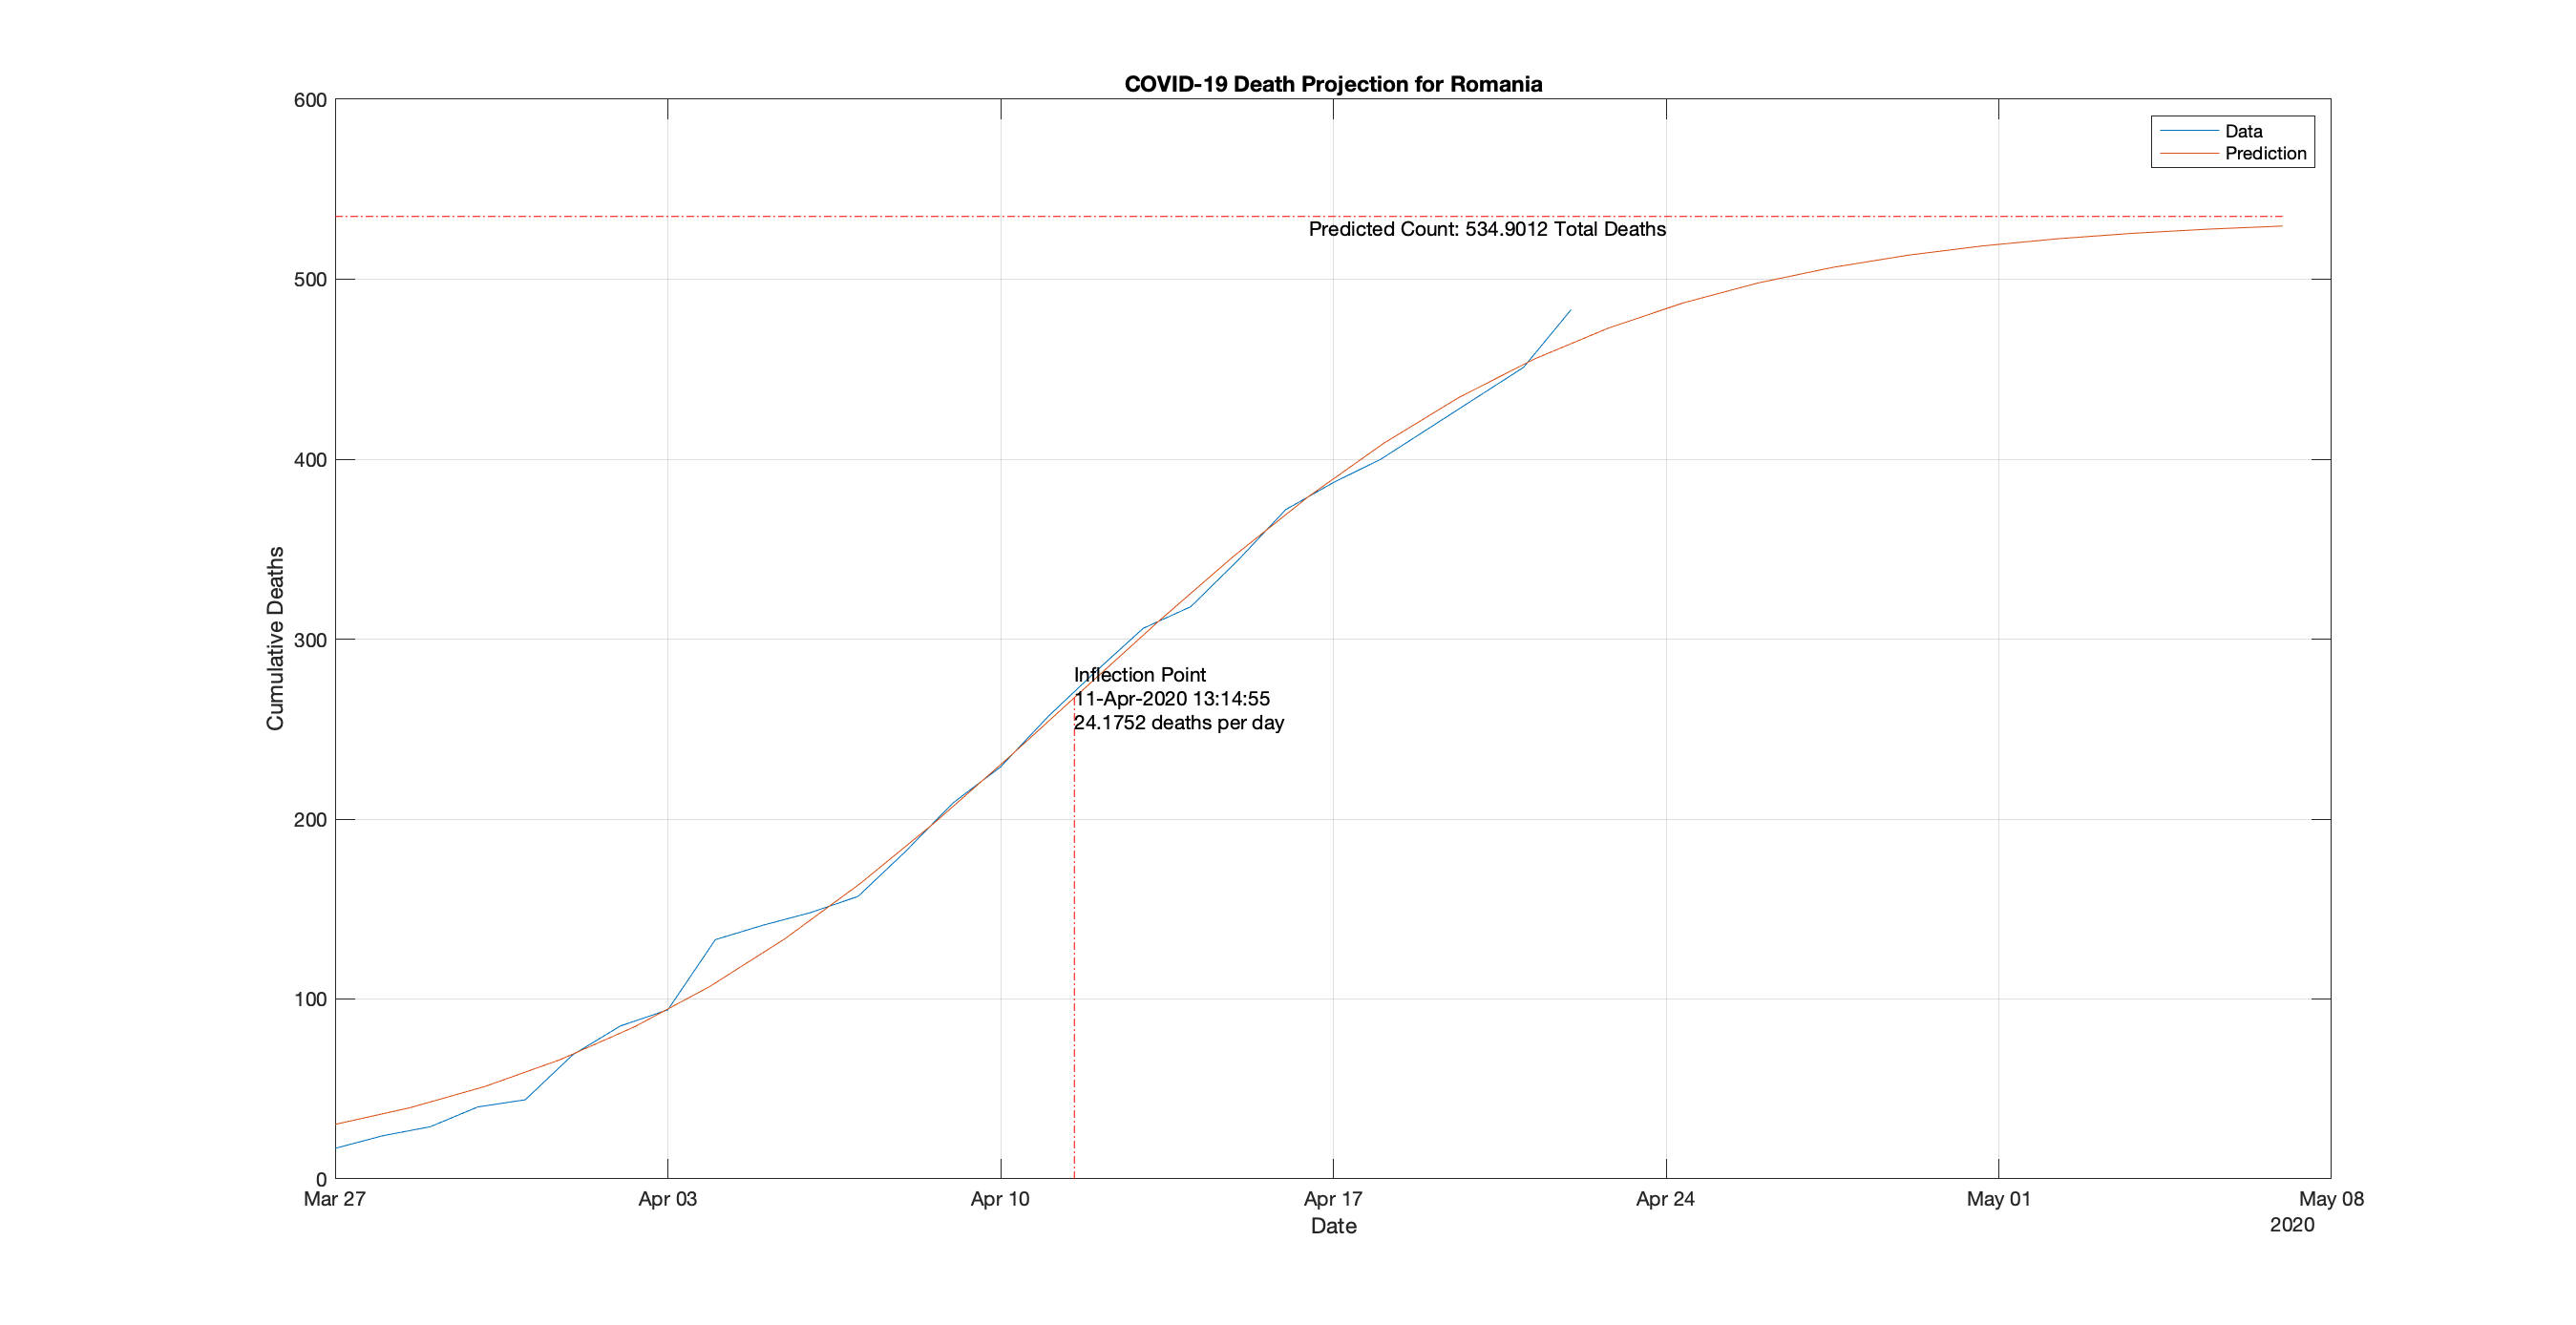 COVID-19 Death Projection for Romania
600
500
400
300
200
100
0
Cumulative Deaths
Data
Prediction
Predicted Count: 534.9012 Total Deaths
Inflection Point
11-Apr-2020 13:14:55
24.1752 deaths per day
Mar 27 Apr 03 Apr 10 Apr 17 Apr 24 May 01 May 08
2020
Date